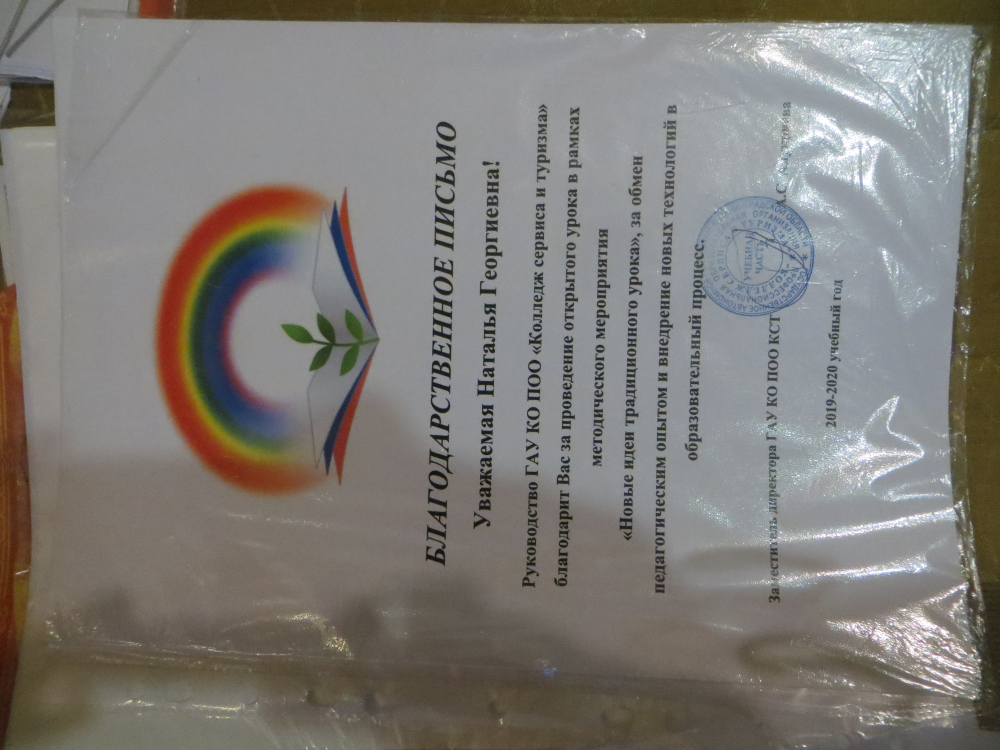 БЛАГОДАРСТВЕННОЕ ПИСЬМО
Уважаемая Наталья Георгиевна!
Руководство ГАУ КО ПОО «Колледж сервиса и туризма»
благодарит Вас за проведение открытого урока в рамках
методического мероприятия
«Новые идеи традиционного урока», за обмен
педагогическим опытом и внедрение новых технологий в
образовательный процесс.
Заместитель директора ГАУ КО ПОО КСТ
УЧЕБНАЯ
ЧАСТЬ
2019-2020 учебный год